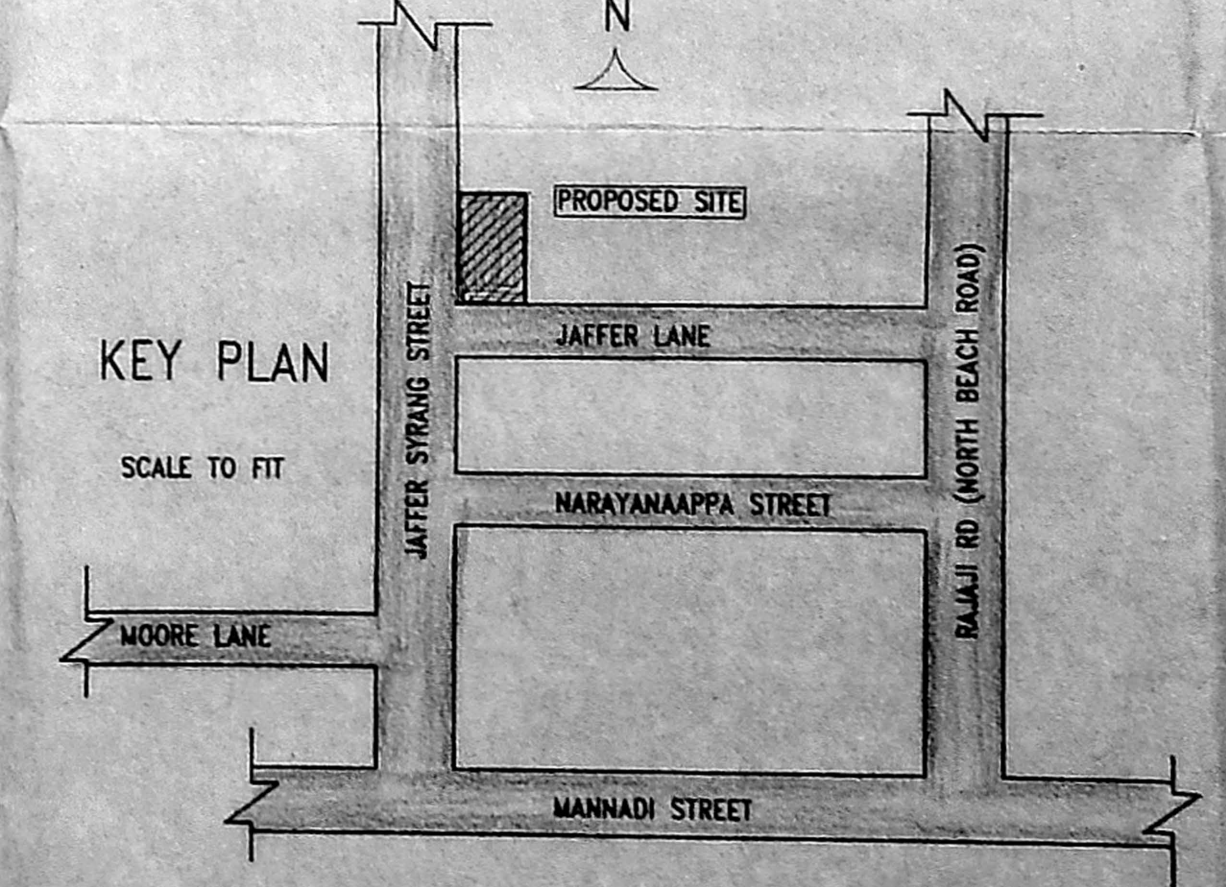 N
PROPOSED SITE
JAFFER LANE
KEY PLAN
SCALE TO FIT
JAFFER SYRANG STREET
NARAYANAAPPA STREET
RAJAJI RD (NORTH BEACH ROAD)
MOORE LANE
MANNADI STREET